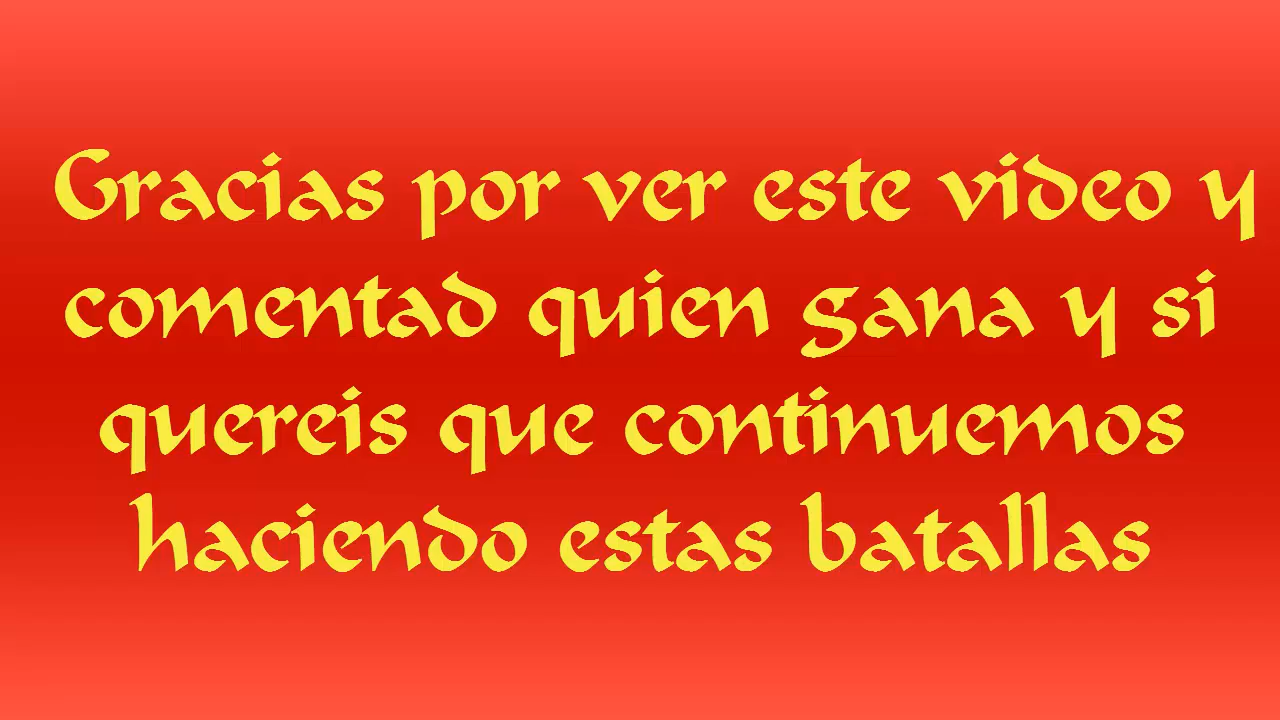 Gracias por ver este video y
comentad quien gana y si
quereis que continuemos
haciendo estas batallas